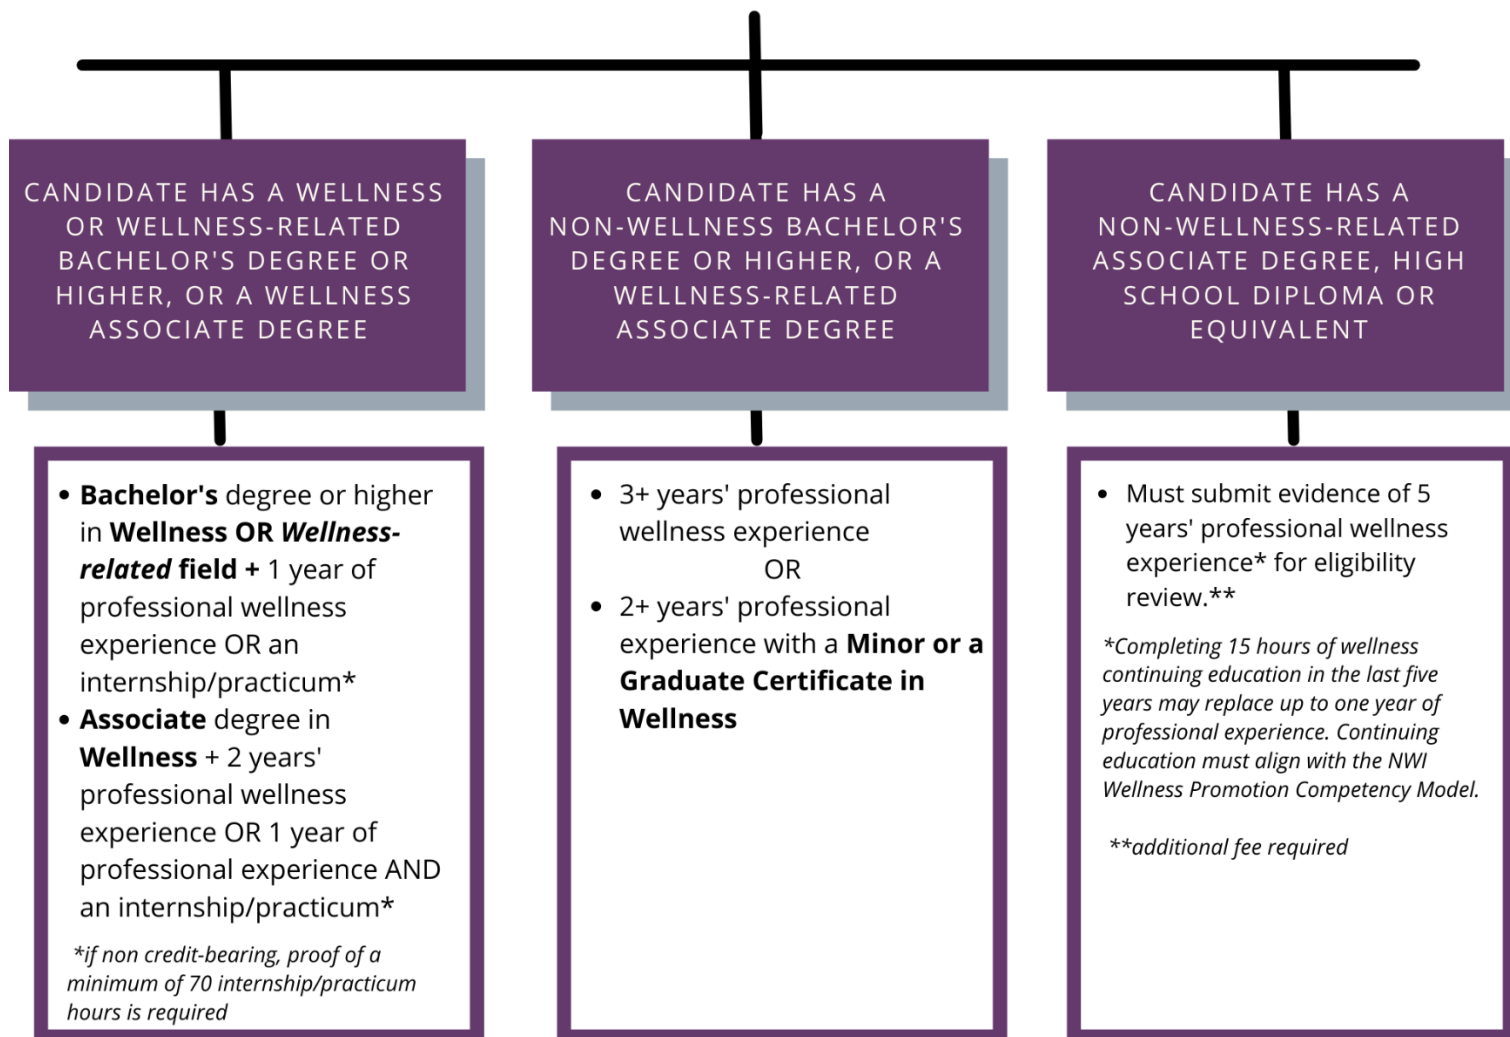 CANDIDATE HAS A WELLNESS
OR WELLNESS-RELATED
BACHELOR'S DEGREE OR
HIGHER, OR A WELLNESS
ASSOCIATE DEGREE
• Bachelor's degree or higher
in Wellness OR Wellness-
related field + 1 year of
professional wellness
experience OR an
internship/practicum*
• Associate degree in
Wellness + 2 years'
professional wellness
experience OR 1 year of
professional experience AND
an internship/practicum*
*if non credit-bearing, proof of a
minimum of 70 internship/practicum
hours is required
CANDIDATE HAS A
NON-WELLNESS BACHELOR'S
DEGREE OR HIGHER, OR A
WELLNESS-RELATED
ASSOCIATE DEGREE
• 3+ years' professional
wellness experience
OR
• 2+ years' professional
experience with a Minor or a
Graduate Certificate in
Wellness
CANDIDATE HAS A
NON-WELLNESS-RELATED
ASSOCIATE DEGREE, HIGH
SCHOOL DIPLOMA OR
EQUIVALENT
• Must submit evidence of 5
years' professional wellness
experience* for eligibility
review.**
*Completing 15 hours of wellness
continuing education in the last five
years may replace up to one year of
professional experience. Continuing
education must align with the NWI
Wellness Promotion Competency Model.
**additional fee required